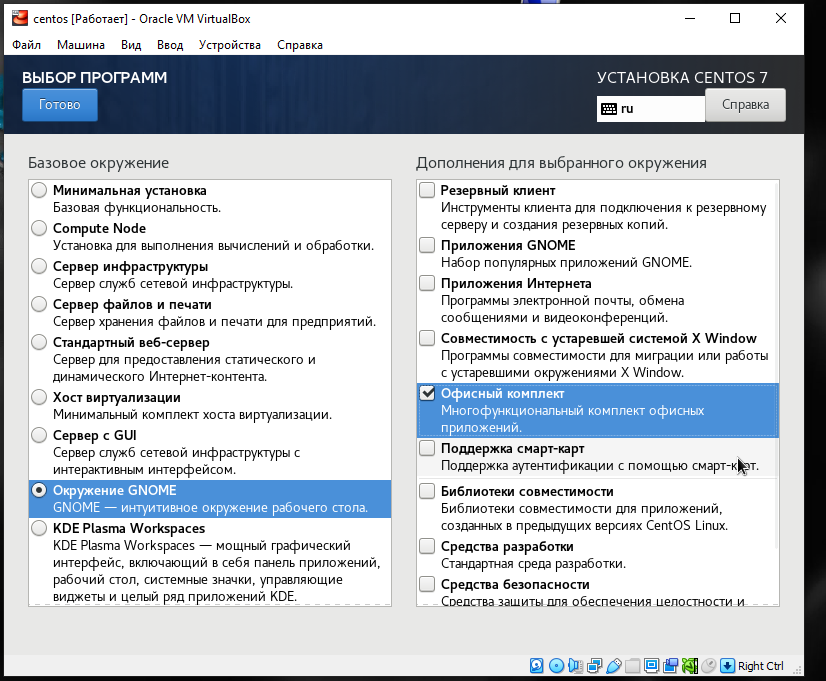 centos [Работает] - Oracle VM VirtualBox
Файл Машина Вид Ввод Устройства Справка
ВЫБОР ПРОГРАММ
УСТАНОВКА CENTOS 7
Готово
ru
Справка
Базовое окружение
Минимальная установка
Базовая функциональность.
Compute Node
Установка для выполнения вычислений и обработки.
Сервер инфраструктуры
Сервер служб сетевой инфраструктуры.
Сервер файлов и печати
Сервер хранения файлов и печати для предприятий.
Стандартный веб-сервер
Сервер для предоставления статического и
динамического Интернет-контента.
Хост виртуализации
Минимальный комплект хоста виртуализации.
Сервер с GUI
Сервер служб сетевой инфраструктуры с
интерактивным интерфейсом.
Окружение GNOME
GNOME — интуитивное окружение рабочего стола.
KDE Plasma Workspaces
KDE Plasma Workspaces — мощный графический
интерфейс, включающий в себя панель приложений,
рабочий стол, системные значки, управляющие
виджеты и целый ряд приложений KDE.
Дополнения для выбранного окружения
Резервный клиент
Инструменты клиента для подключения к резервному
серверу и создания резервных копий.
Приложения GNOME
Набор популярных приложений GNOME.
Приложения Интернета
Программы электронной почты, обмена
сообщениями и видеоконференций.
Совместимость с устаревшей системой X Window
Программы совместимости для миграции или работы
с устаревшими окружениями X Window.
Офисный комплект
Многофункциональный комплект офисных
приложений.
Поддержка смарт-карт
Поддержка аутентификации с помощью смарт-карт.
Библиотеки совместимости
Библиотеки совместимости для приложений,
созданных в предыдущих версиях CentOS Linux.
Средства разработки
Стандартная среда разработки.
Средства безопасности
Средства защиты для обеспечения целостности и
Right Ctrl